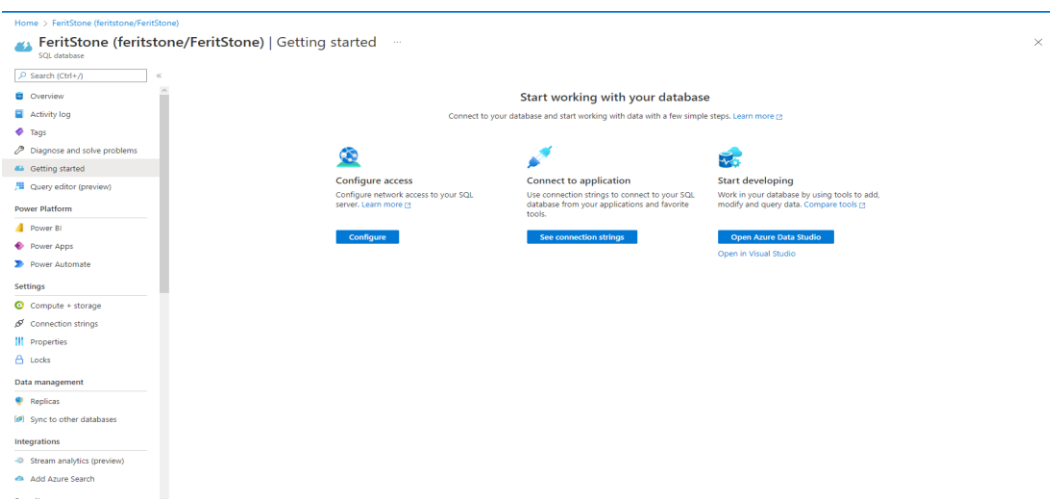 Home > FeritStone (feritstone/FeritStone)
FeritStone (feritstone/FeritStone) | Getting started ...
SQL database
Search (Ctrl+/)
Overview
Activity log
Tags
Diagnose and solve problems
Getting started
Query editor (preview)
Power Platform
Power BI
Power Apps
Power Automate
Settings
Compute + storage
Connection strings
Properties
Locks
Data management
Replicas
Sync to other databases
Integrations
Stream analytics (preview)
Add Azure Search
Start working with your database
Connect to your database and start working with data with a few simple steps. Learn more
Configure access
Configure network access to your SQL
server. Learn more
Configure
Connect to application
Use connection strings to connect to your SQL
database from your applications and favorite
tools.
See connection strings
Start developing
Work in your database by using tools to add,
modify and query data. Compare tools
Open Azure Data Studio
Open in Visual Studio